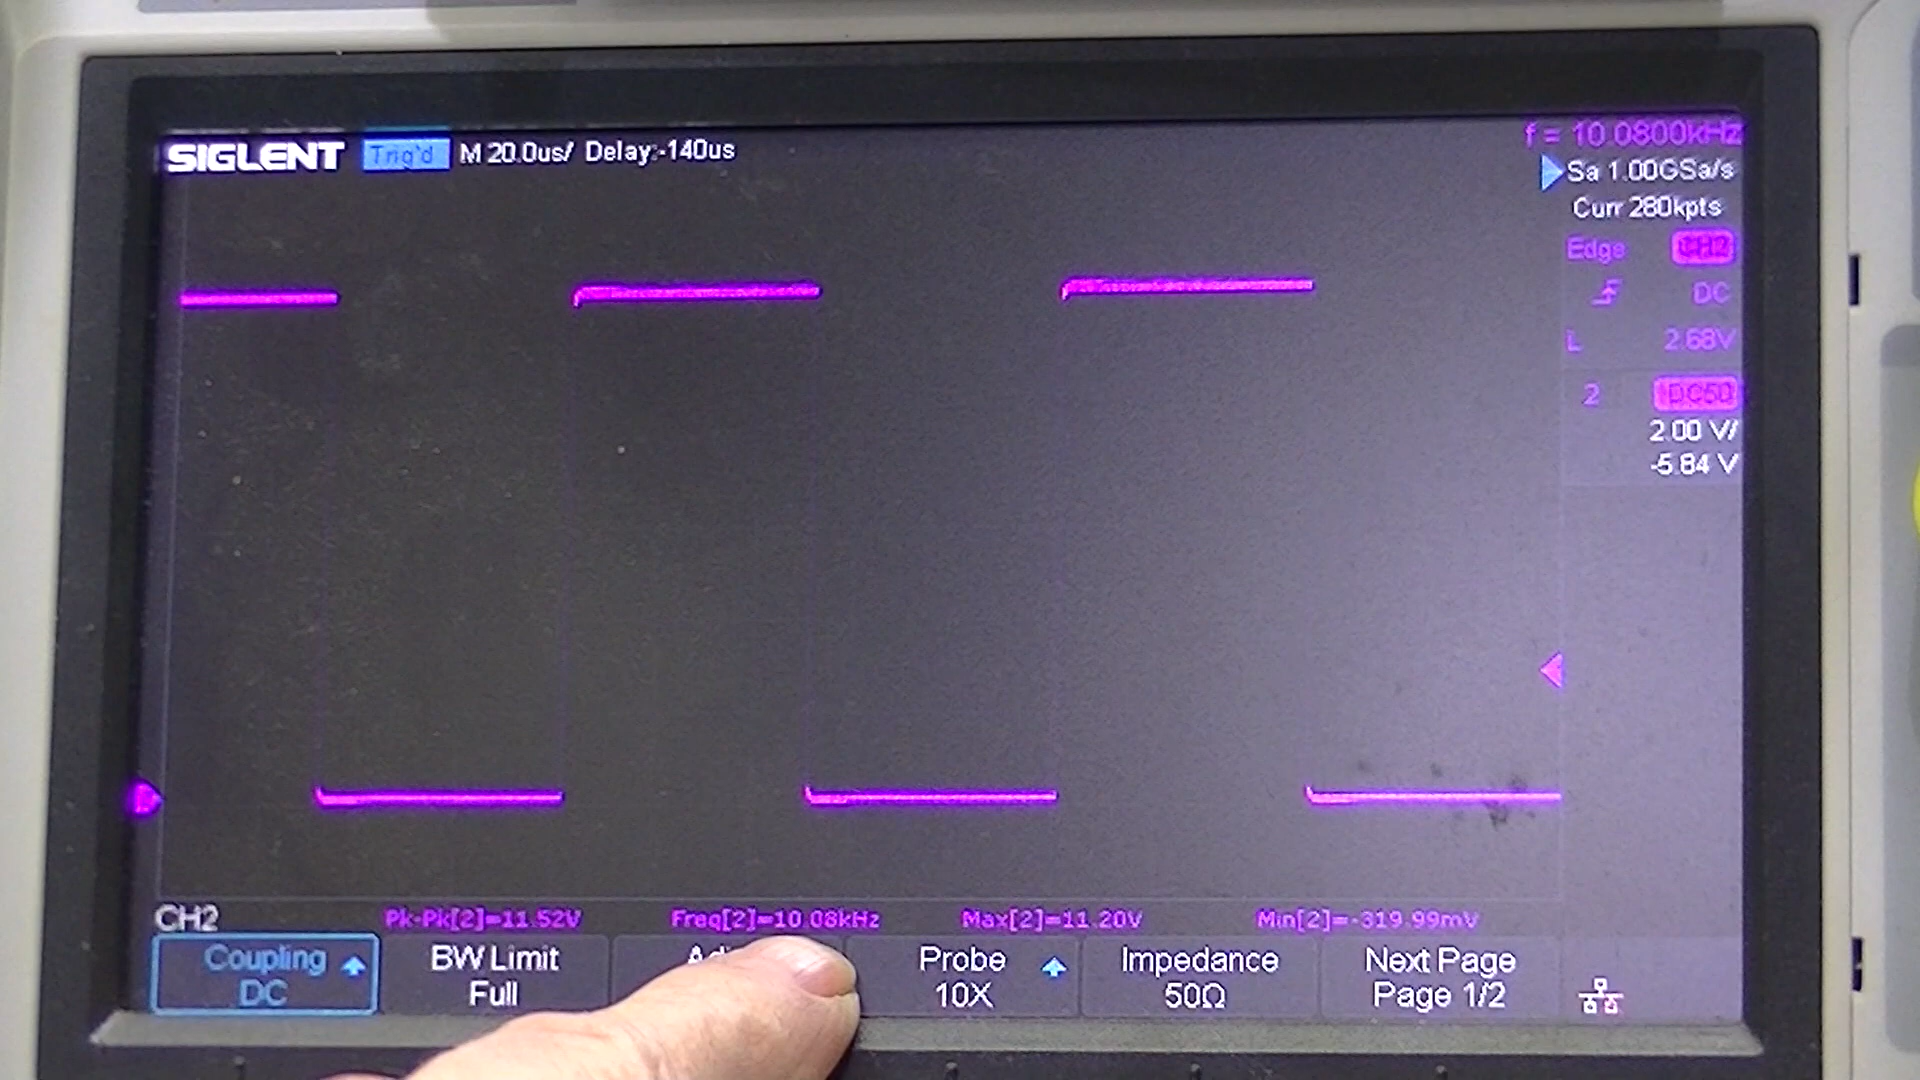 SIGLENT Trig'd M 20.0us/ Delay:-140us
f = 10.0800kHz
Sa 1.00GSa/s
Curr 280kpts
Edge CH2
DC
L 2.68V
2 DC50
2.00 V/
-5.84 V
CH2 Pk-Pk[2]=11.52V Freq[2]=10.08kHz Max[2]=11.20V Min[2]=-319.99mV
Coupling BW Limit Probe Impedance Next Page
DC Full 10X 50Ω Page 1/2